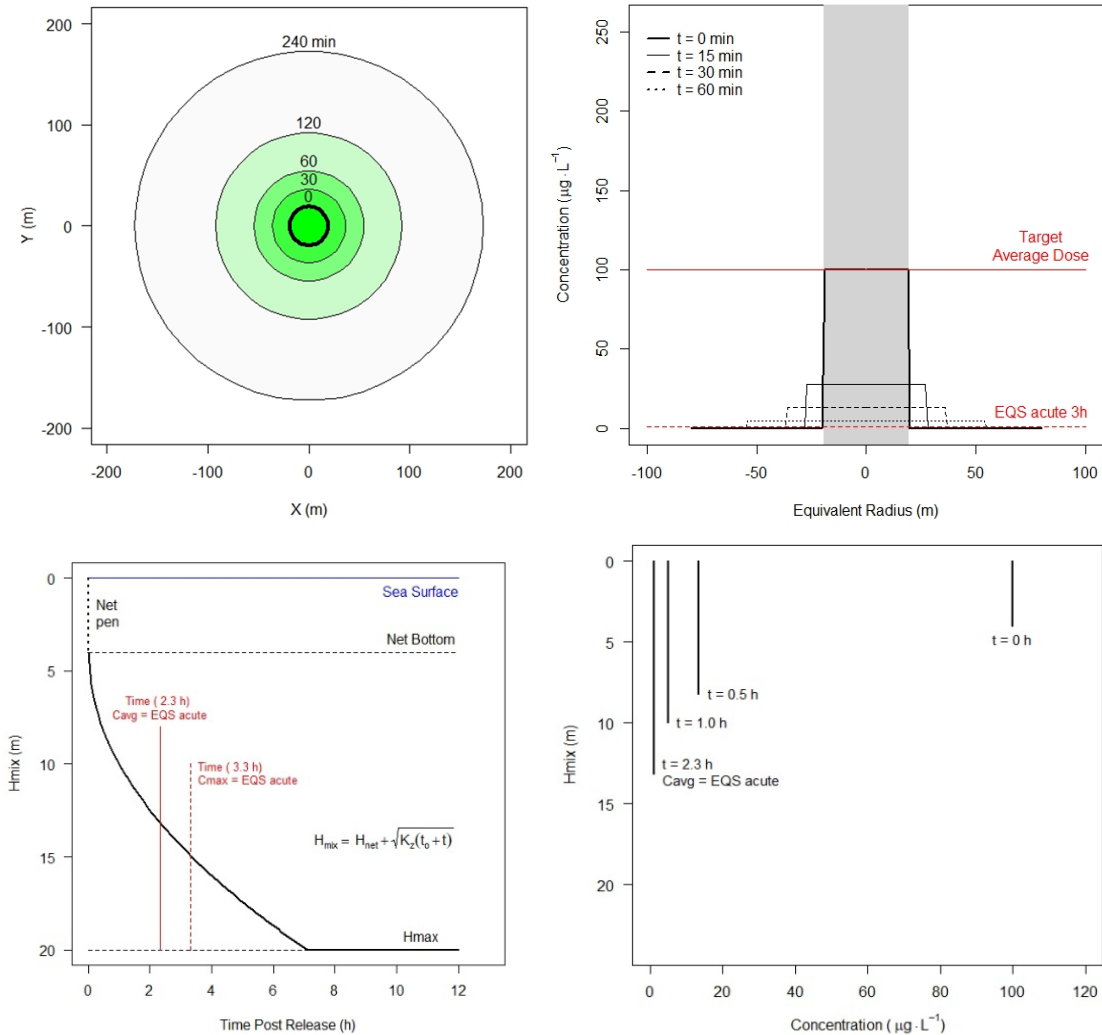 240 min
120
60
30
0
200
100
0
-100
-200
Y (m)
-200
-100
0
100
200
X (m)
t = 0 min
t = 15 min
t = 30 min
t = 60 min
Target
Average Dose
EQS acute 3h
250
200
150
100
50
0
Concentration ( µg·L⁻¹)
-100
-50
0
50
100
Equivalent Radius (m)
Sea Surface
Net
pen
Net Bottom
Time ( 2.3 h)
Cavg = EQS acute
Time ( 3.3 h)
Cmax = EQS acute
Hmix = Hnet + √Kz(to + t)
Hmax
0
5
10
15
20
Hmix (m)
0
2
4
6
8
10
12
Time Post Release (h)
t = 0 h
t = 0.5 h
t = 1.0 h
t = 2.3 h
Cavg = EQS acute
0
5
10
15
20
Hmix (m)
0
20
40
60
80
100
120
Concentration ( µg·L⁻¹)